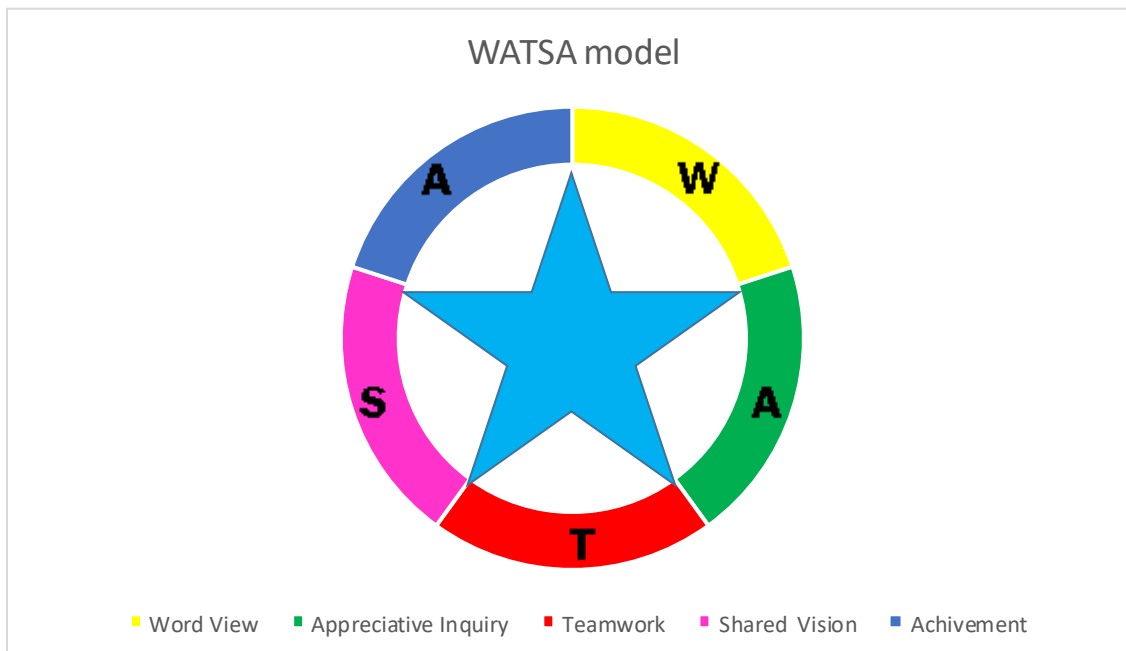 WATSA model
A
W
S
A
T
Word View Appreciative Inquiry Teamwork Shared Vision Achivement